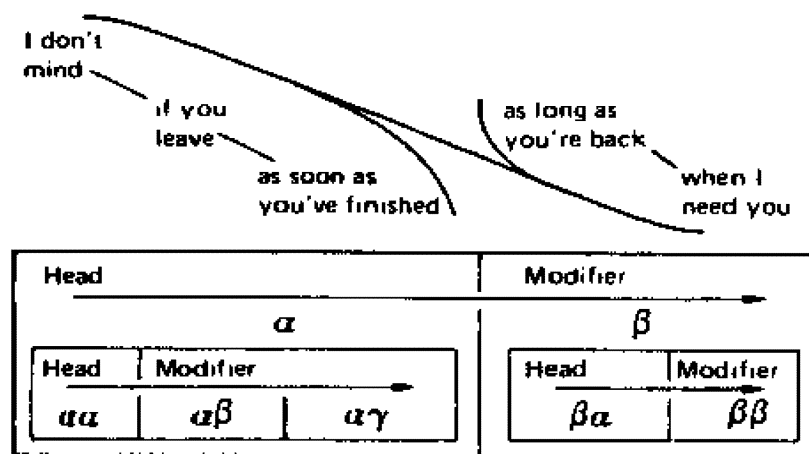 I don't
mind
if you
leave
as soon as
you've finished
as long as
you're back
when I
need you
Head Modifier
α β
Head Modifier Head Modifier
αα αβ αγ βα ββ